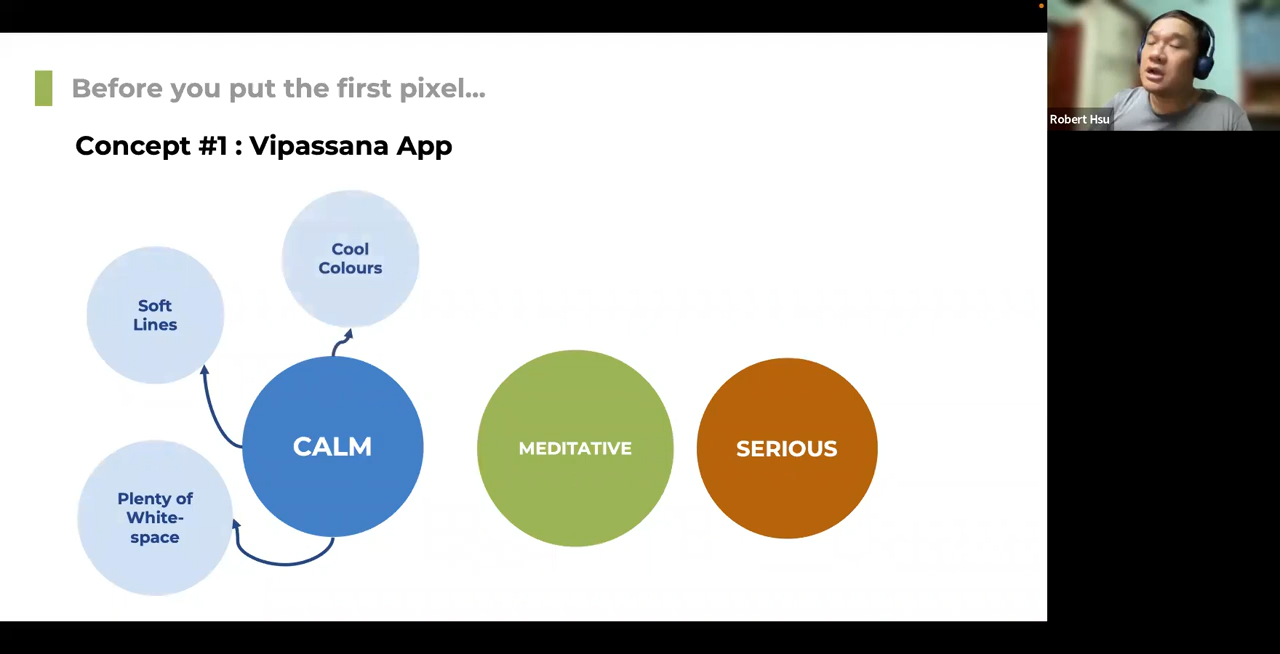 Before you put the first pixel...
Concept #1 : Vipassana App
Cool
Colours
Soft
Lines
CALM
MEDITATIVE
SERIOUS
Plenty of
White-
space
Robert Hsu